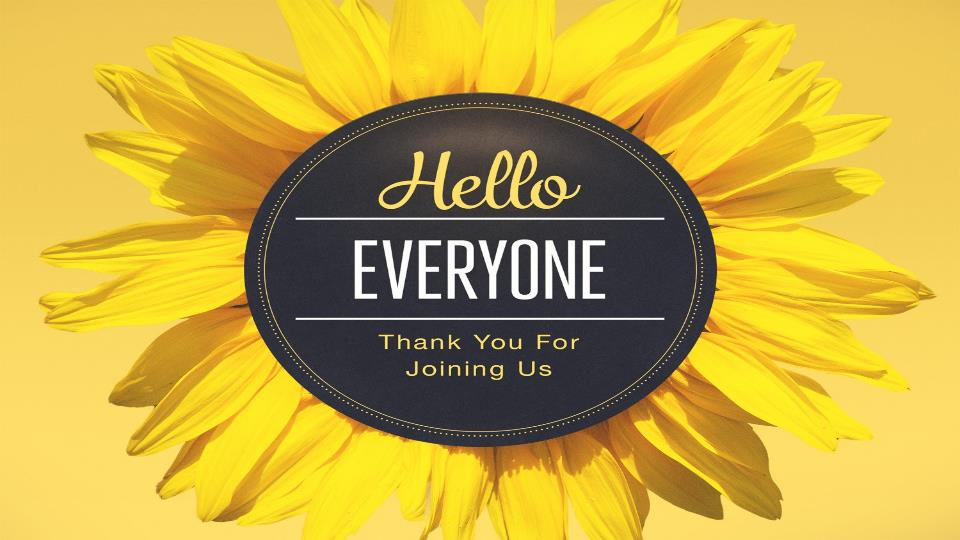 Hello
EVERYONE
Thank You For
Joining Us